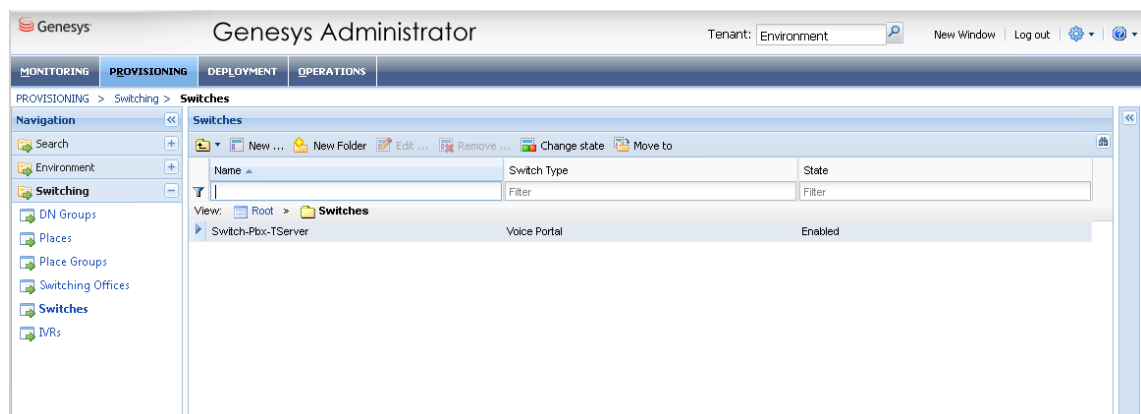 Genesys
Genesys Administrator
Tenant: Environment
New Window | Log out
MONITORING PROVISIONING DEPLOYMENT OPERATIONS
PROVISIONING > Switching > Switches
Navigation
Search
Environment
Switching
DN Groups
Places
Place Groups
Switching Offices
Switches
IVRs
Switches
New ... New Folder Edit ... Remove ... Change state Move to
Name Switch Type State
Filter Filter
View: Root > Switches
Switch-Pbx-TServer Voice Portal Enabled